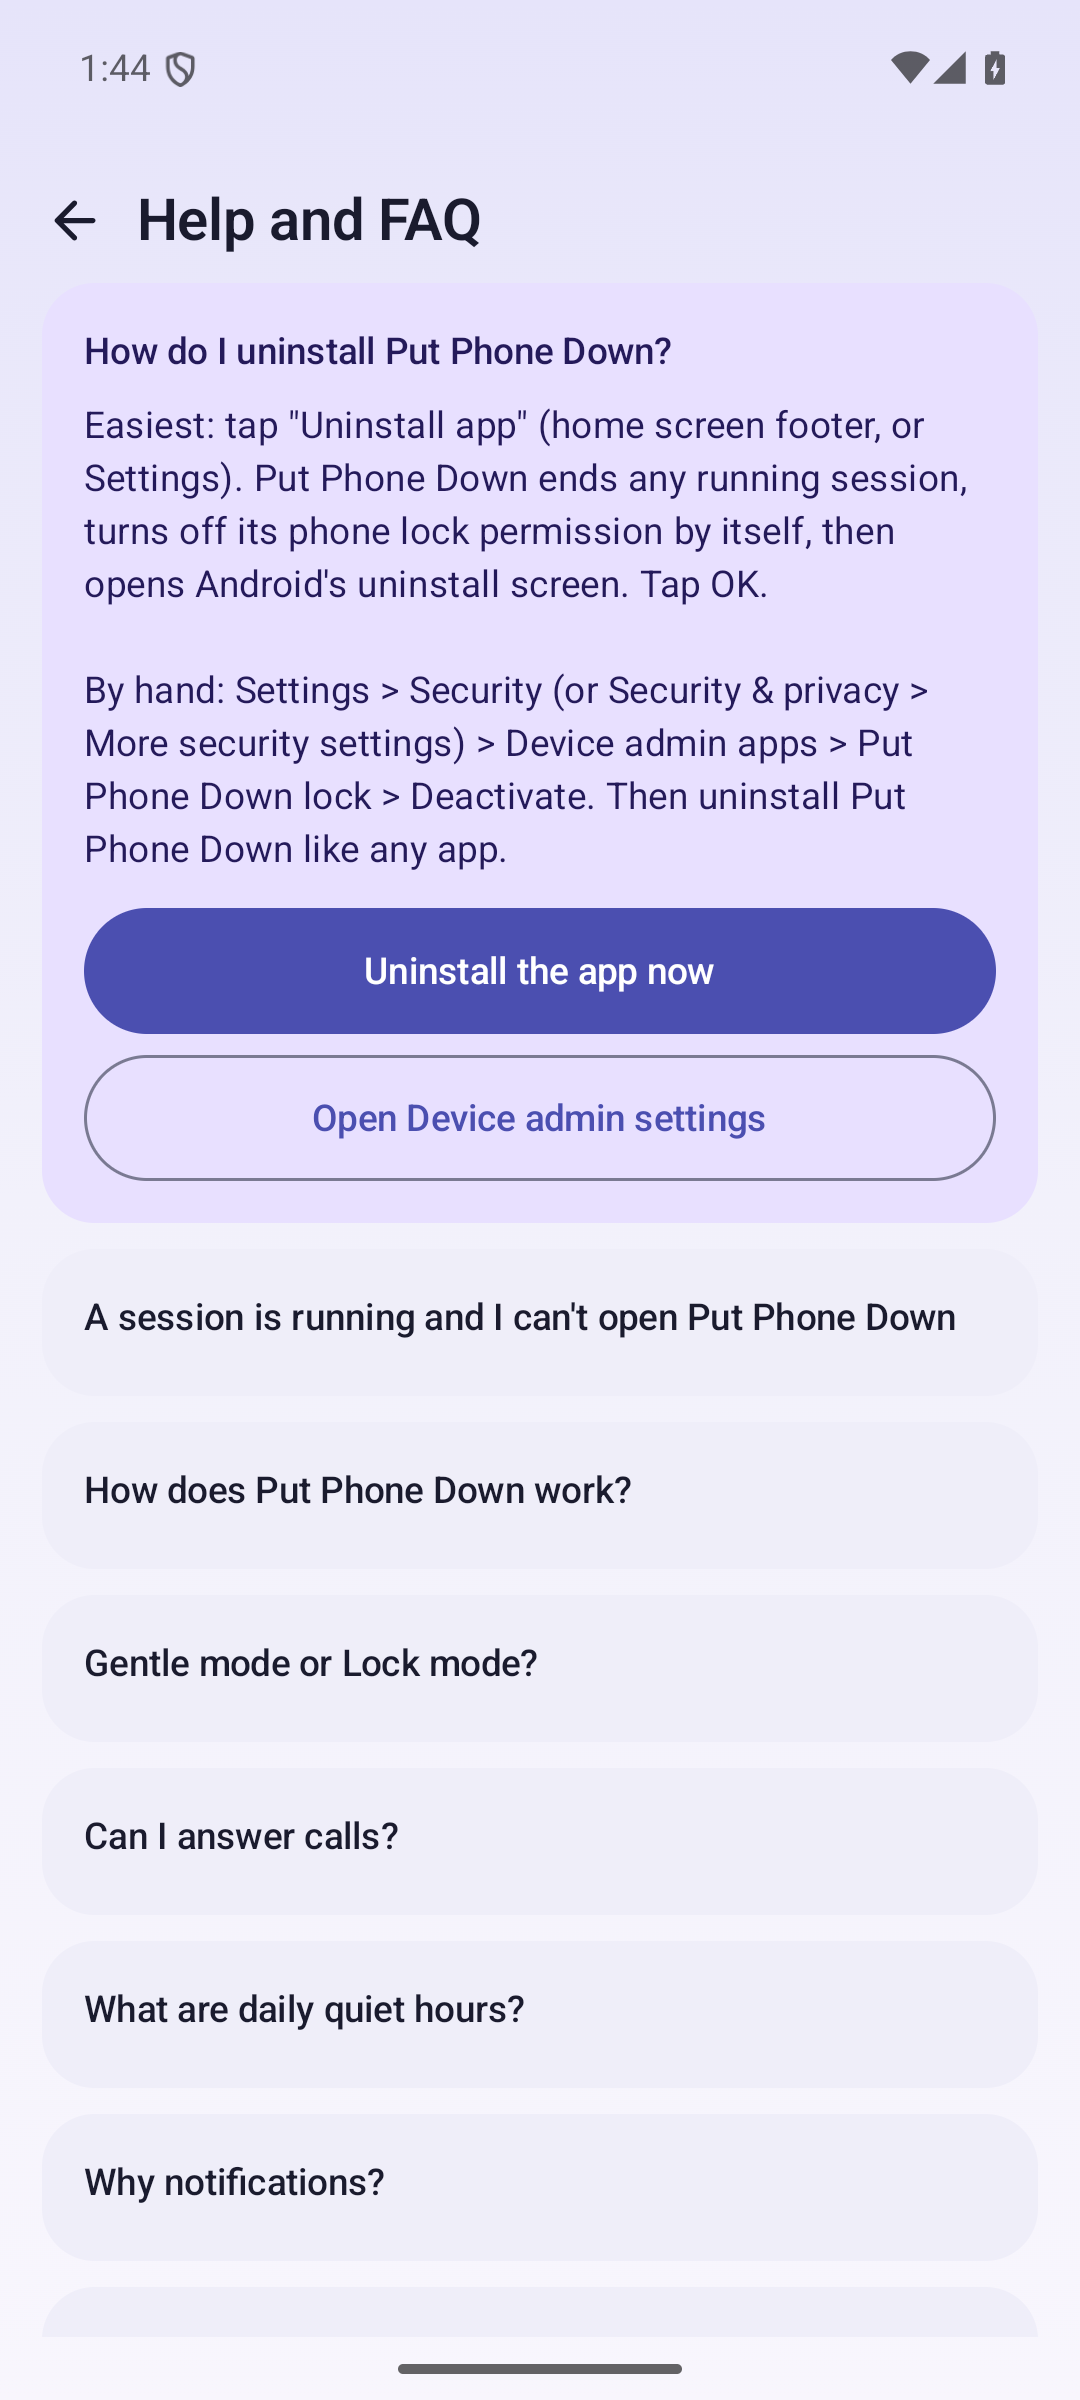 1:44
Help and FAQ
How do I uninstall Put Phone Down?
Easiest: tap "Uninstall app" (home screen footer, or
Settings). Put Phone Down ends any running session,
turns off its phone lock permission by itself, then
opens Android's uninstall screen. Tap OK.
By hand: Settings > Security (or Security & privacy >
More security settings) > Device admin apps > Put
Phone Down lock > Deactivate. Then uninstall Put
Phone Down like any app.
Uninstall the app now
Open Device admin settings
A session is running and I can't open Put Phone Down
How does Put Phone Down work?
Gentle mode or Lock mode?
Can I answer calls?
What are daily quiet hours?
Why notifications?